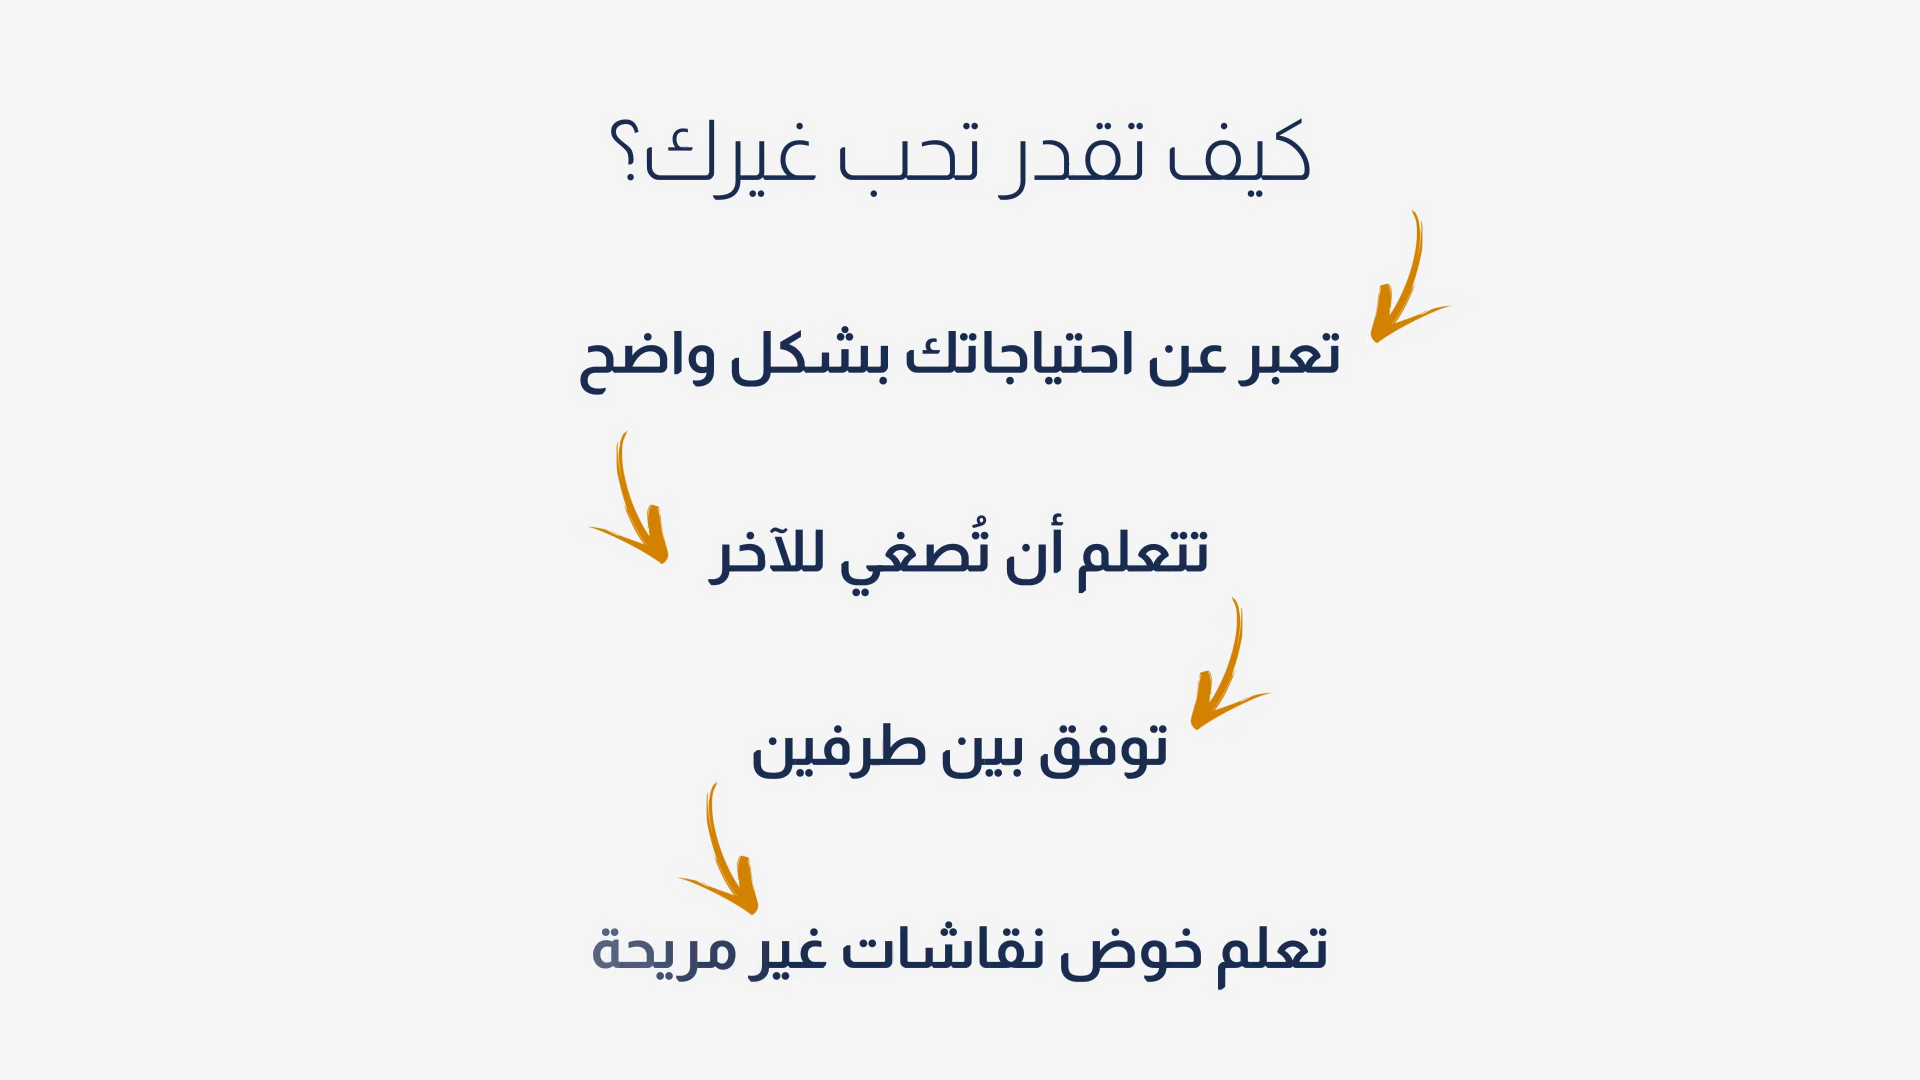 كيف تقدر تحب غيرك؟
تعبر عن احتياجاتك بشكل واضح
تتعلم أن تُصغي للآخر
توفق بين طرفين
تعلم خوض نقاشات غير مريحة